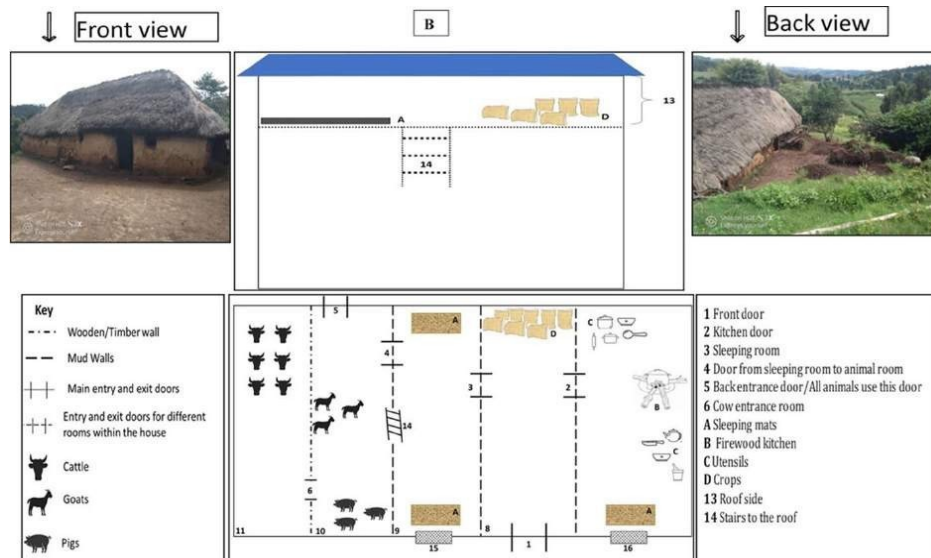 Front view
B
Back view
A
D
13
14
Key
Wooden/Timber wall
Mud Walls
Main entry and exit doors
Entry and exit doors for different
rooms within the house
Cattle
Goats
Pigs
5
4
A
D
C
3
2
B
14
C
6
A
A
11
10
9
8
15
1
16
1 Front door
2 Kitchen door
3 Sleeping room
4 Door from sleeping room to animal room
5 Back entrance door/All animals use this door
6 Cow entrance room
A Sleeping mats
B Firewood kitchen
C Utensils
D Crops
13 Roof side
14 Stairs to the roof